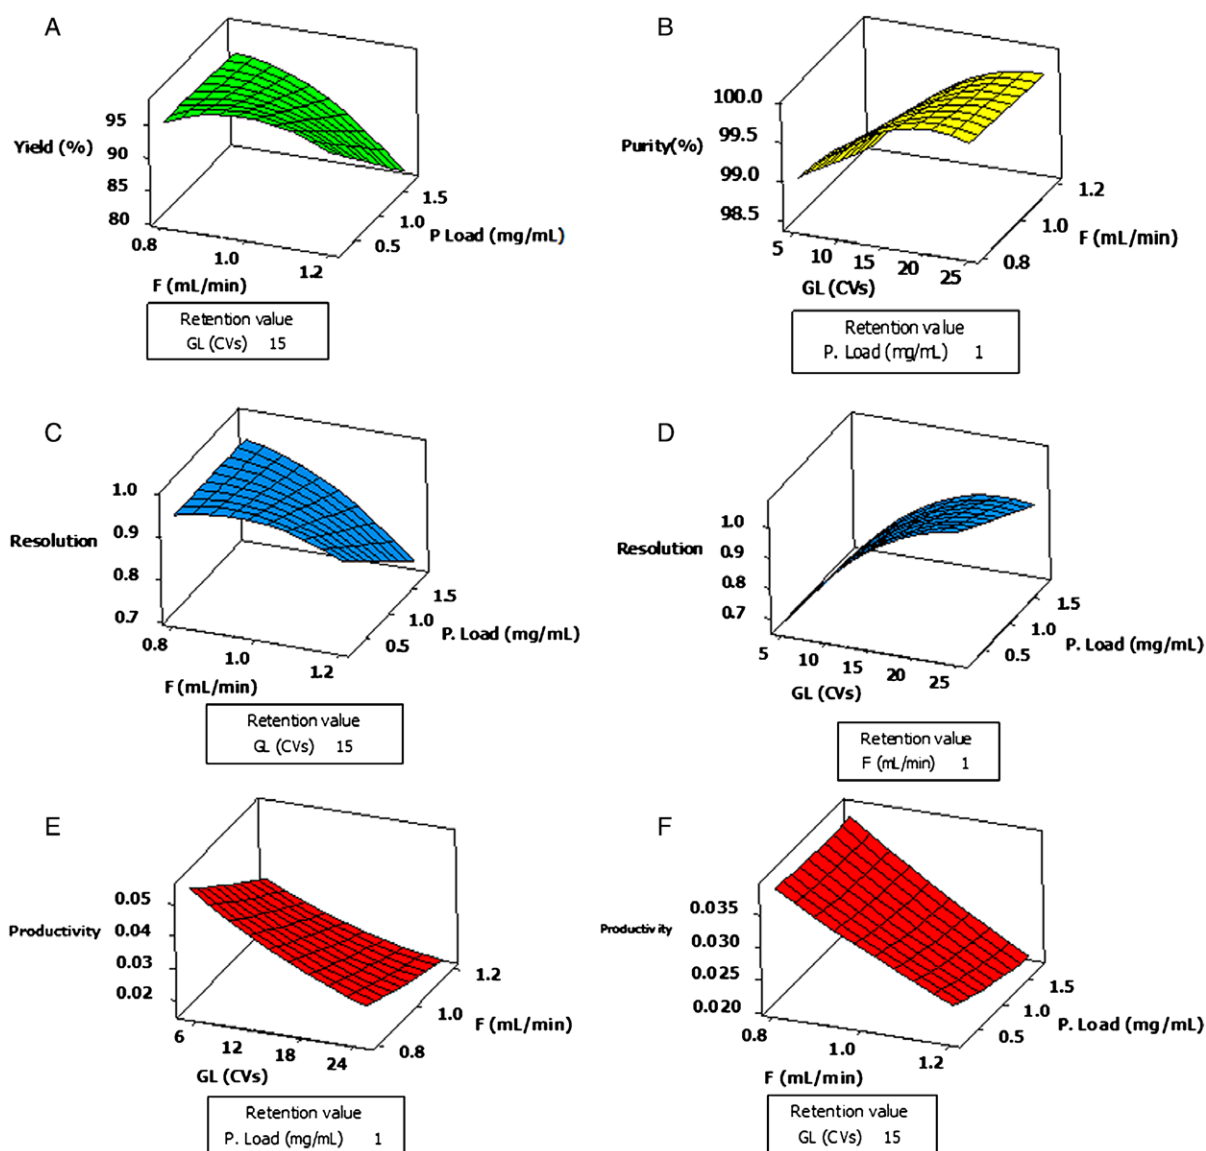 A
95
Yield (%)
90
85
80
0.8
1.0
1.2
F (mL/min)
0.5
1.0
1.5
P Load (mg/mL)
Retention value
GL (CVs) 15
B
100.0
99.5
Purity(%)
99.0
98.5
5
10
15
20
25
GL (CVs)
0.8
1.0
1.2
F (mL/min)
Retention value
P. Load (mg/mL) 1
C
1.0
0.9
Resolution
0.8
0.7
0.8
1.0
1.2
F (mL/min)
0.5
1.0
1.5
P. Load (mg/mL)
Retention value
GL (CVs) 15
D
1.0
0.9
Resolution
0.8
0.7
5
10
15
20
25
GL (CVs)
0.5
1.0
1.5
P. Load (mg/mL)
Retention value
F (mL/min) 1
E
0.05
0.04
Productivity
0.03
0.02
6
12
18
24
GL (CVs)
0.8
1.0
1.2
F (mL/min)
Retention value
P. Load (mg/mL) 1
F
0.035
0.030
Productivity
0.025
0.020
0.8
1.0
1.2
F (mL/min)
0.5
1.0
1.5
P. Load (mg/mL)
Retention value
GL (CVs) 15